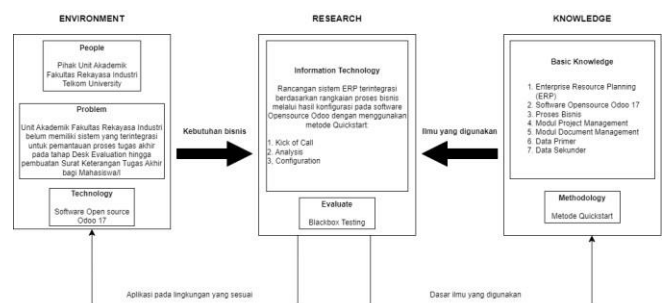 ENVIRONMENT
People
Pihak Unit Akademik
Fakultas Rekayasa Industri
Telkom University
Problem
Unit Akademik Fakultas Rekayasa Industri
belum memiliki sistem yang terintegrasi
untuk pemantauan proses tugas akhir
pada tahap Desk Evaluation hingga
pembuatan Surat Keterangan Tugas Akhir
bagi Mahasiswa/I
Technology
Software Open source
Odoo 17
Kebutuhan bisnis
RESEARCH
Information Technology
Rancangan sistem ERP terintegrasi
berdasarkan rangkaian proses bisnis
melalui hasil konfigurasi pada software
Opensource Odoo dengan menggunakan
metode Quickstart:
1. Kick of Call
2. Analysis
3. Configuration
Evaluate
Blackbox Testing
Ilmu yang digunakan
KNOWLEDGE
Basic Knowledge
1. Enterprise Resource Planning
(ERP)
2. Software Opensource Odoo 17
3. Proses Bisnis
4. Modul Project Management
5. Modul Document Management
6. Data Primer
7. Data Sekunder
Methodology
Metode Quickstart
Aplikasi pada lingkungan yang sesuai
Dasar ilmu yang digunakan